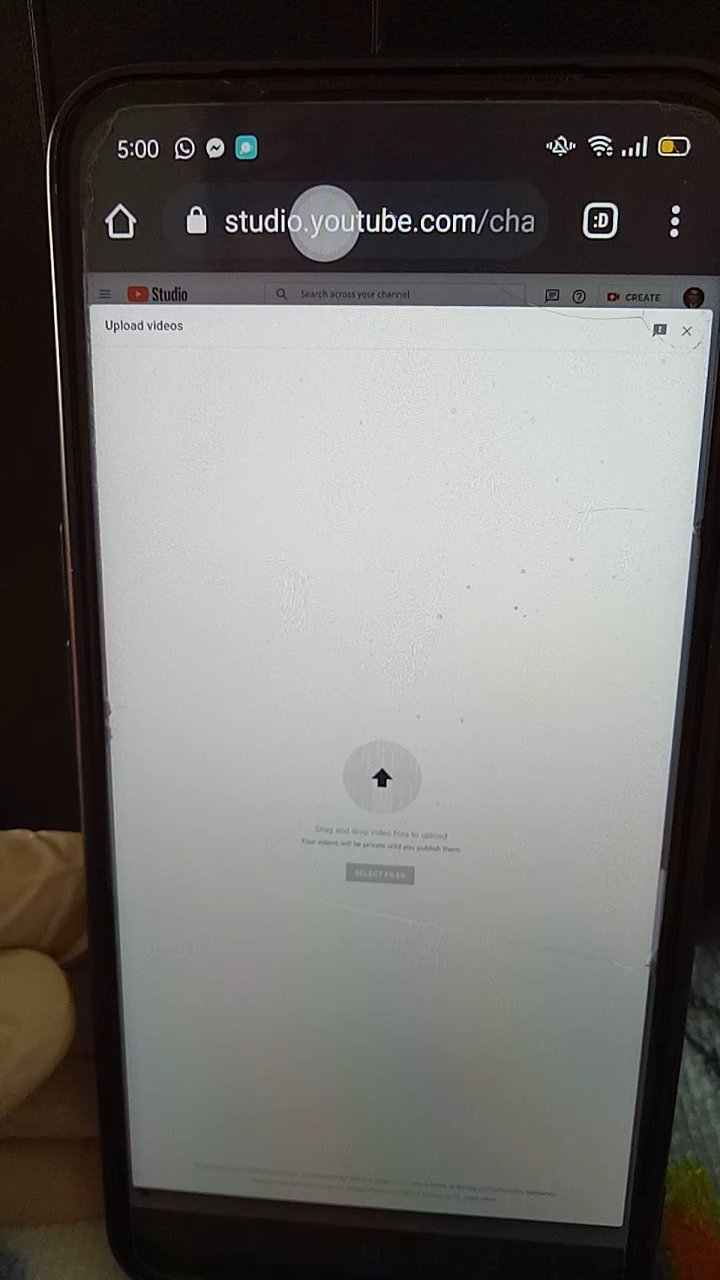 5:00
studio.youtube.com/cha
:D
Studio
Search across your channel
CREATE
Upload videos
Drag and drop video files to upload
Your videos will be private until you publish them.
SELECT FILES